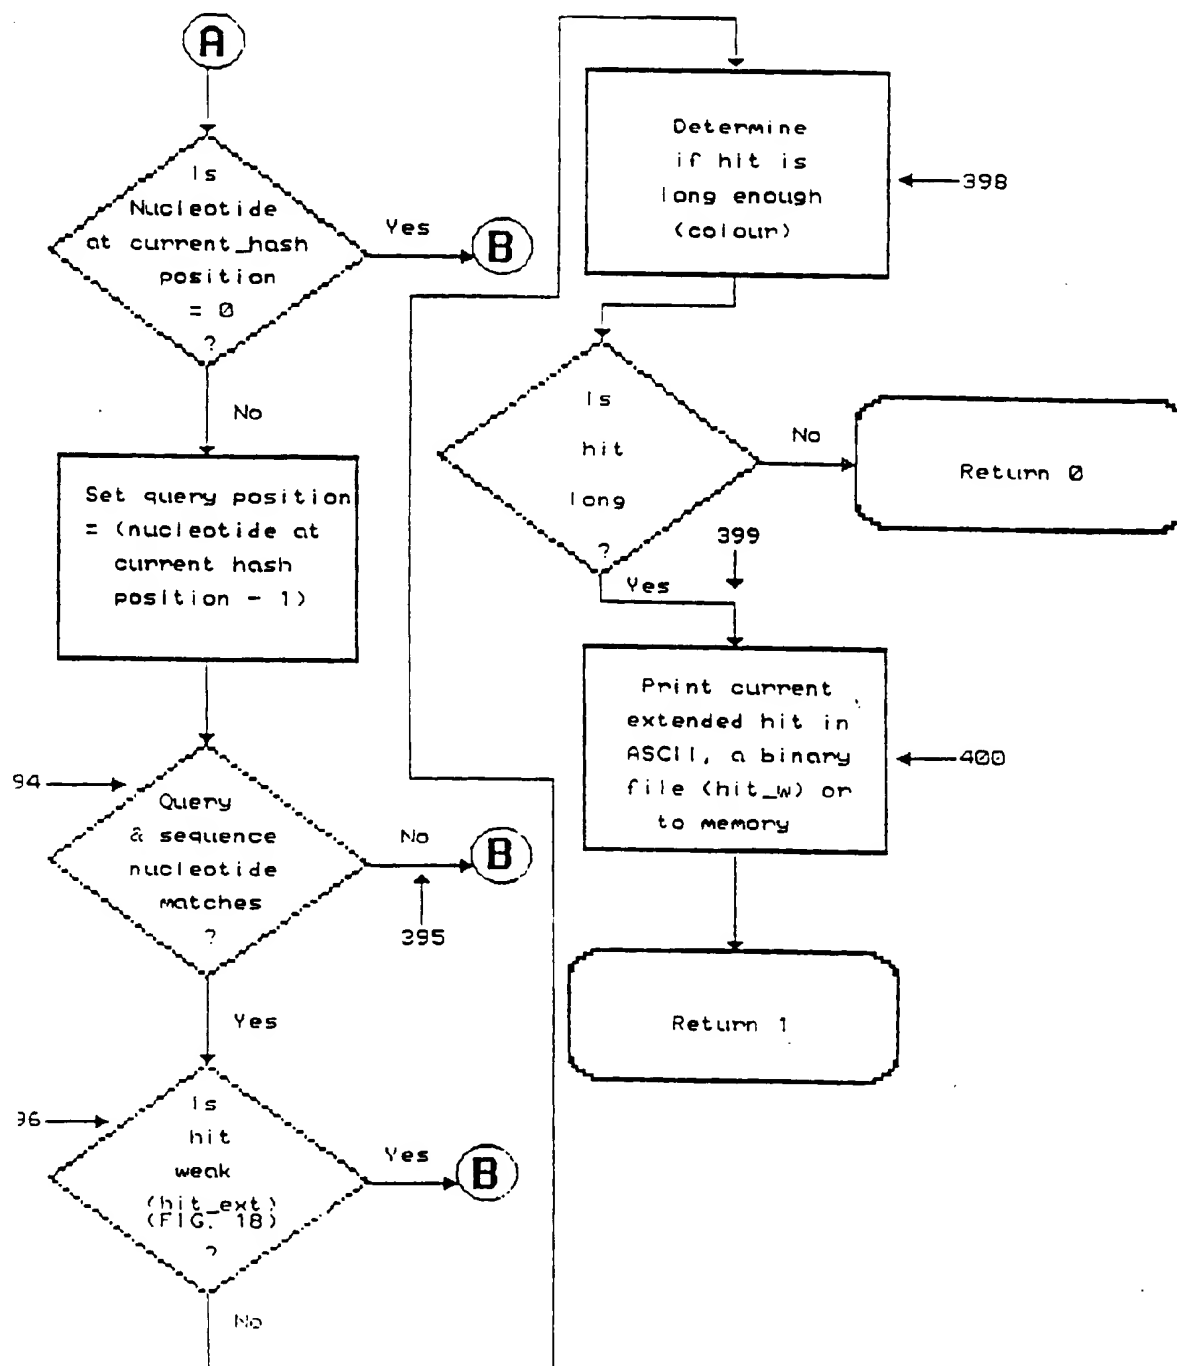 A
Is
Nucleotide
at current_hash
position
= 0
?
Yes
B
No
Set query position
= (nucleotide at
current hash
position - 1)
94
Query
& sequence
nucleotide
matches
?
No
B
395
Yes
96
Is
hit
weak
(hit_ext)
(FIG. 18)
?
Yes
B
No
Determine
if hit is
long enough
(colour)
398
Is
hit
long
?
No
Return 0
399
Yes
Print current
extended hit in
ASCII, a binary
file (hit_w) or
to memory
400
Return 1